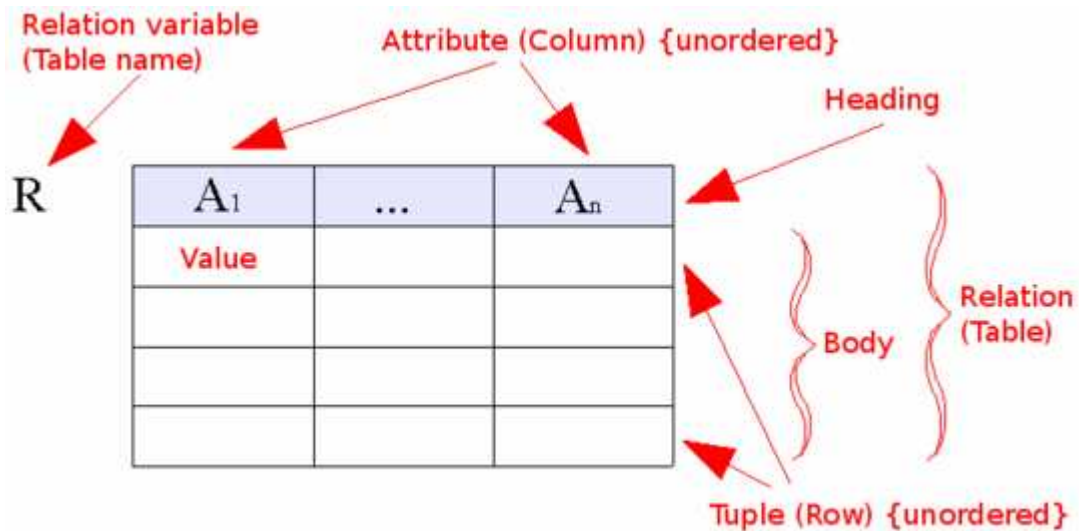 Relation variable
(Table name)
Attribute (Column) {unordered}
Heading
R
A1 ... An
Value
Body
Relation
(Table)
Tuple (Row) {unordered}